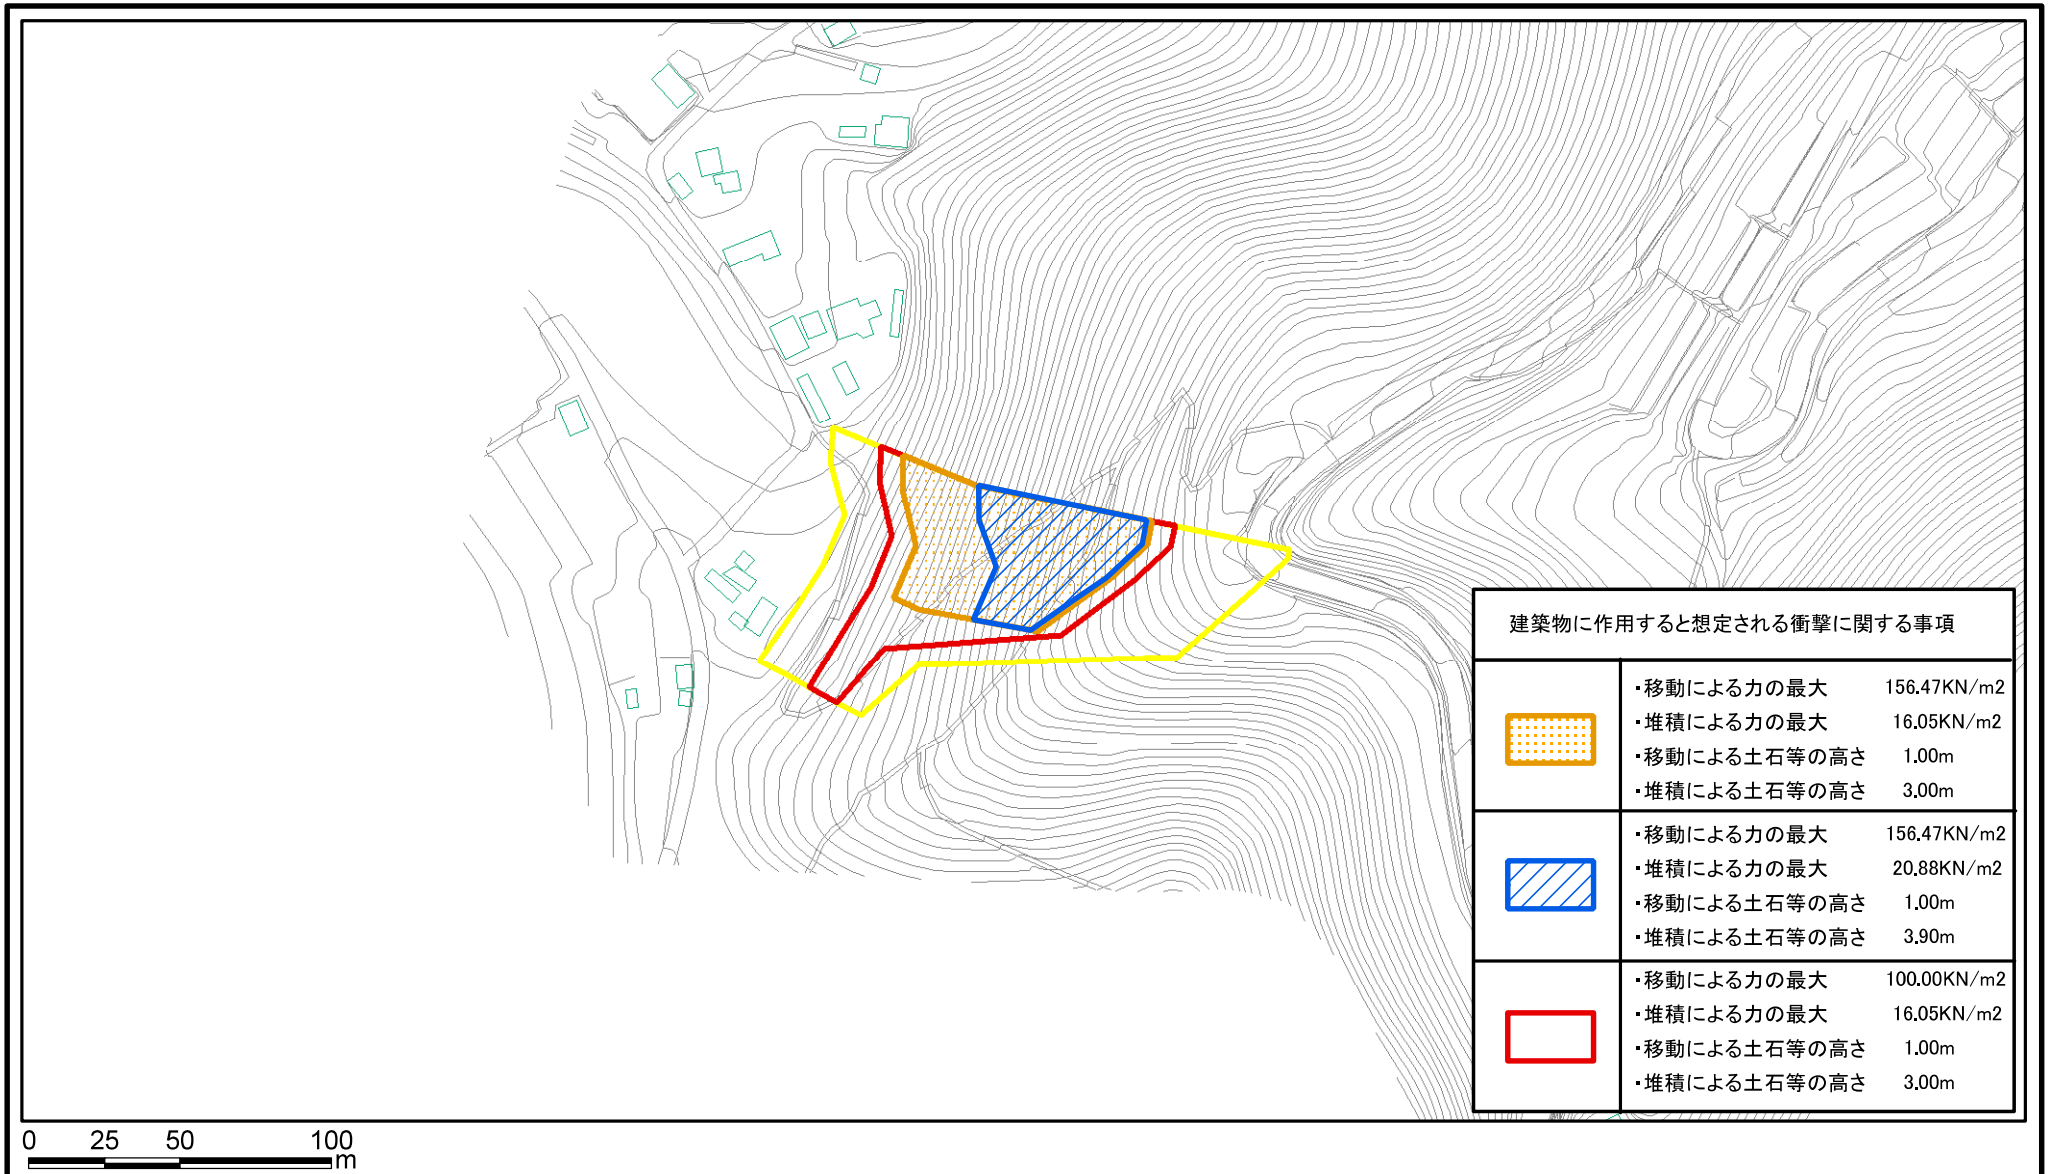 建築物に作用すると想定される衝撃に関する事項
・移動による力の最大 156.47KN/m2
・堆積による力の最大 16.05KN/m2
・移動による土石等の高さ 1.00m
・堆積による土石等の高さ 3.00m
・移動による力の最大 156.47KN/m2
・堆積による力の最大 20.88KN/m2
・移動による土石等の高さ 1.00m
・堆積による土石等の高さ 3.90m
・移動による力の最大 100.00KN/m2
・堆積による力の最大 16.05KN/m2
・移動による土石等の高さ 1.00m
・堆積による土石等の高さ 3.00m
0 25 50 100
m